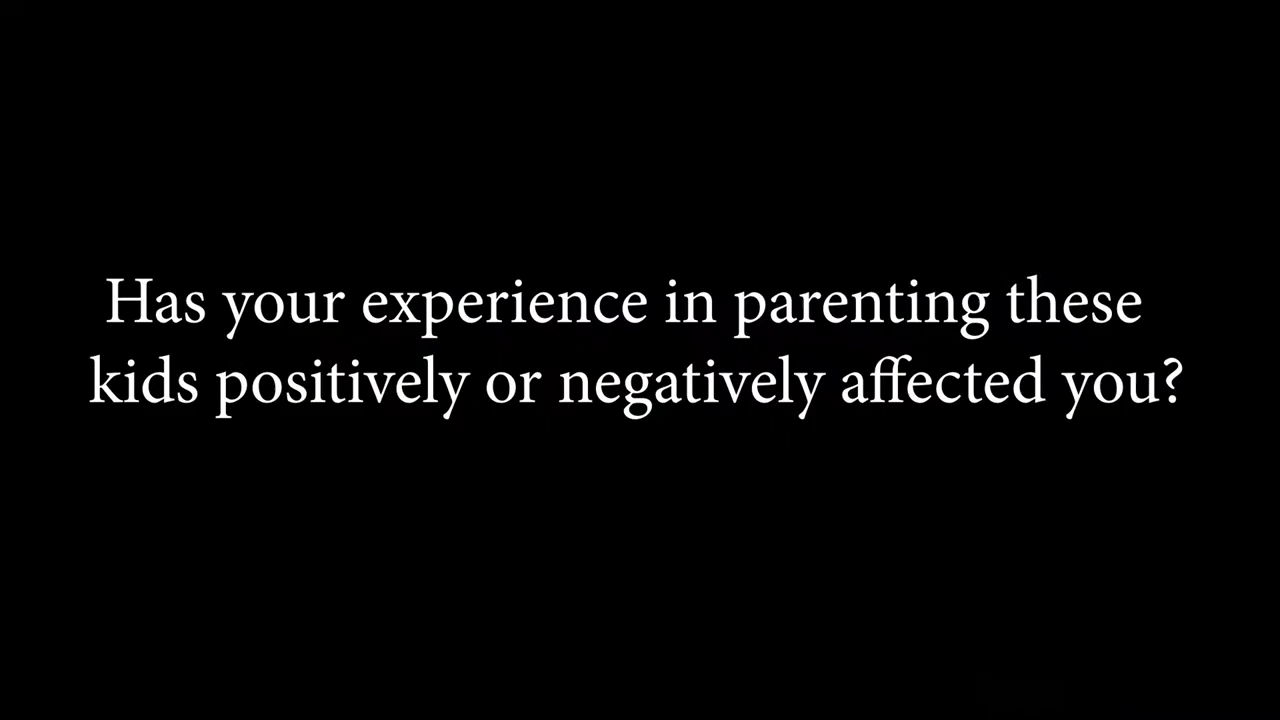 Has your experience in parenting these
kids positively or negatively affected you?